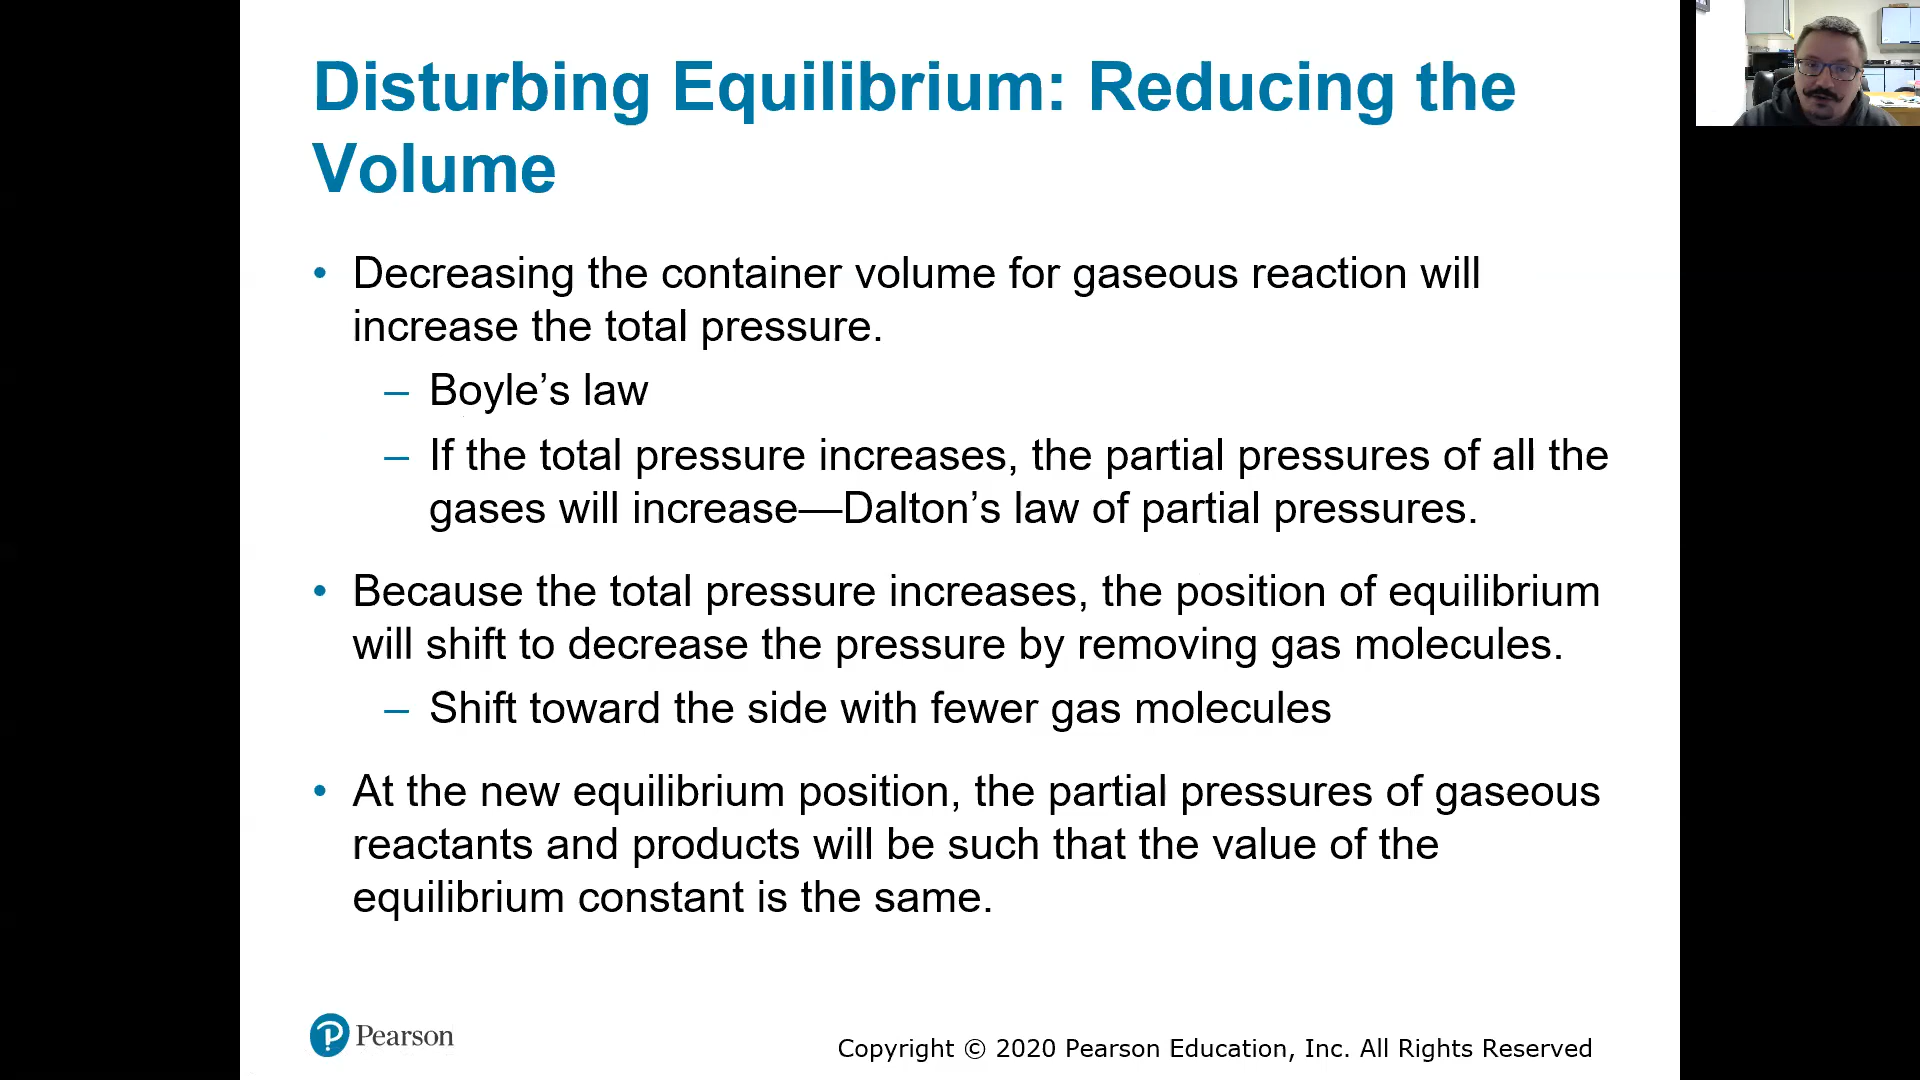 Disturbing Equilibrium: Reducing the
Volume
• Decreasing the container volume for gaseous reaction will
increase the total pressure.
– Boyle’s law
– If the total pressure increases, the partial pressures of all the
gases will increase—Dalton’s law of partial pressures.
• Because the total pressure increases, the position of equilibrium
will shift to decrease the pressure by removing gas molecules.
– Shift toward the side with fewer gas molecules
• At the new equilibrium position, the partial pressures of gaseous
reactants and products will be such that the value of the
equilibrium constant is the same.
Pearson
Copyright © 2020 Pearson Education, Inc. All Rights Reserved